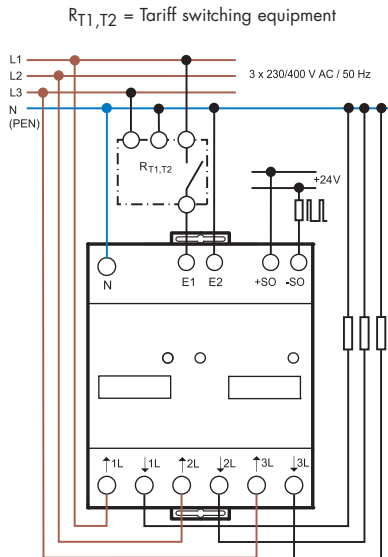 RT1,T2 = Tariff switching equipment
L1
L2
L3
N
(PEN)
3 x 230/400 V AC / 50 Hz
RT1,T2
+24V
N
E1
E2
+SO
-SO
↑1L
↓1L
↑2L
↓2L
↑3L
↓3L